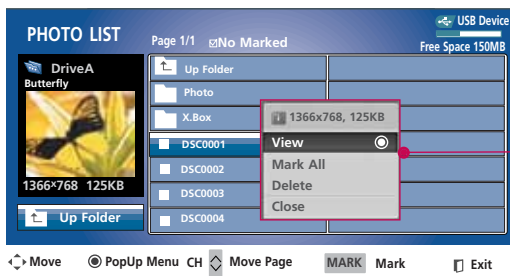 PHOTO LIST
Page 1/1 No Marked
USB Device
Free Space 150MB
DriveA
Butterfly
1366x768 125KB
Up Folder
Up Folder
Photo
X.Box
DSC0001
DSC0002
DSC0003
DSC0004
1366x768, 125KB
View
Mark All
Delete
Close
Move PopUp Menu CH Move Page MARK Mark Exit